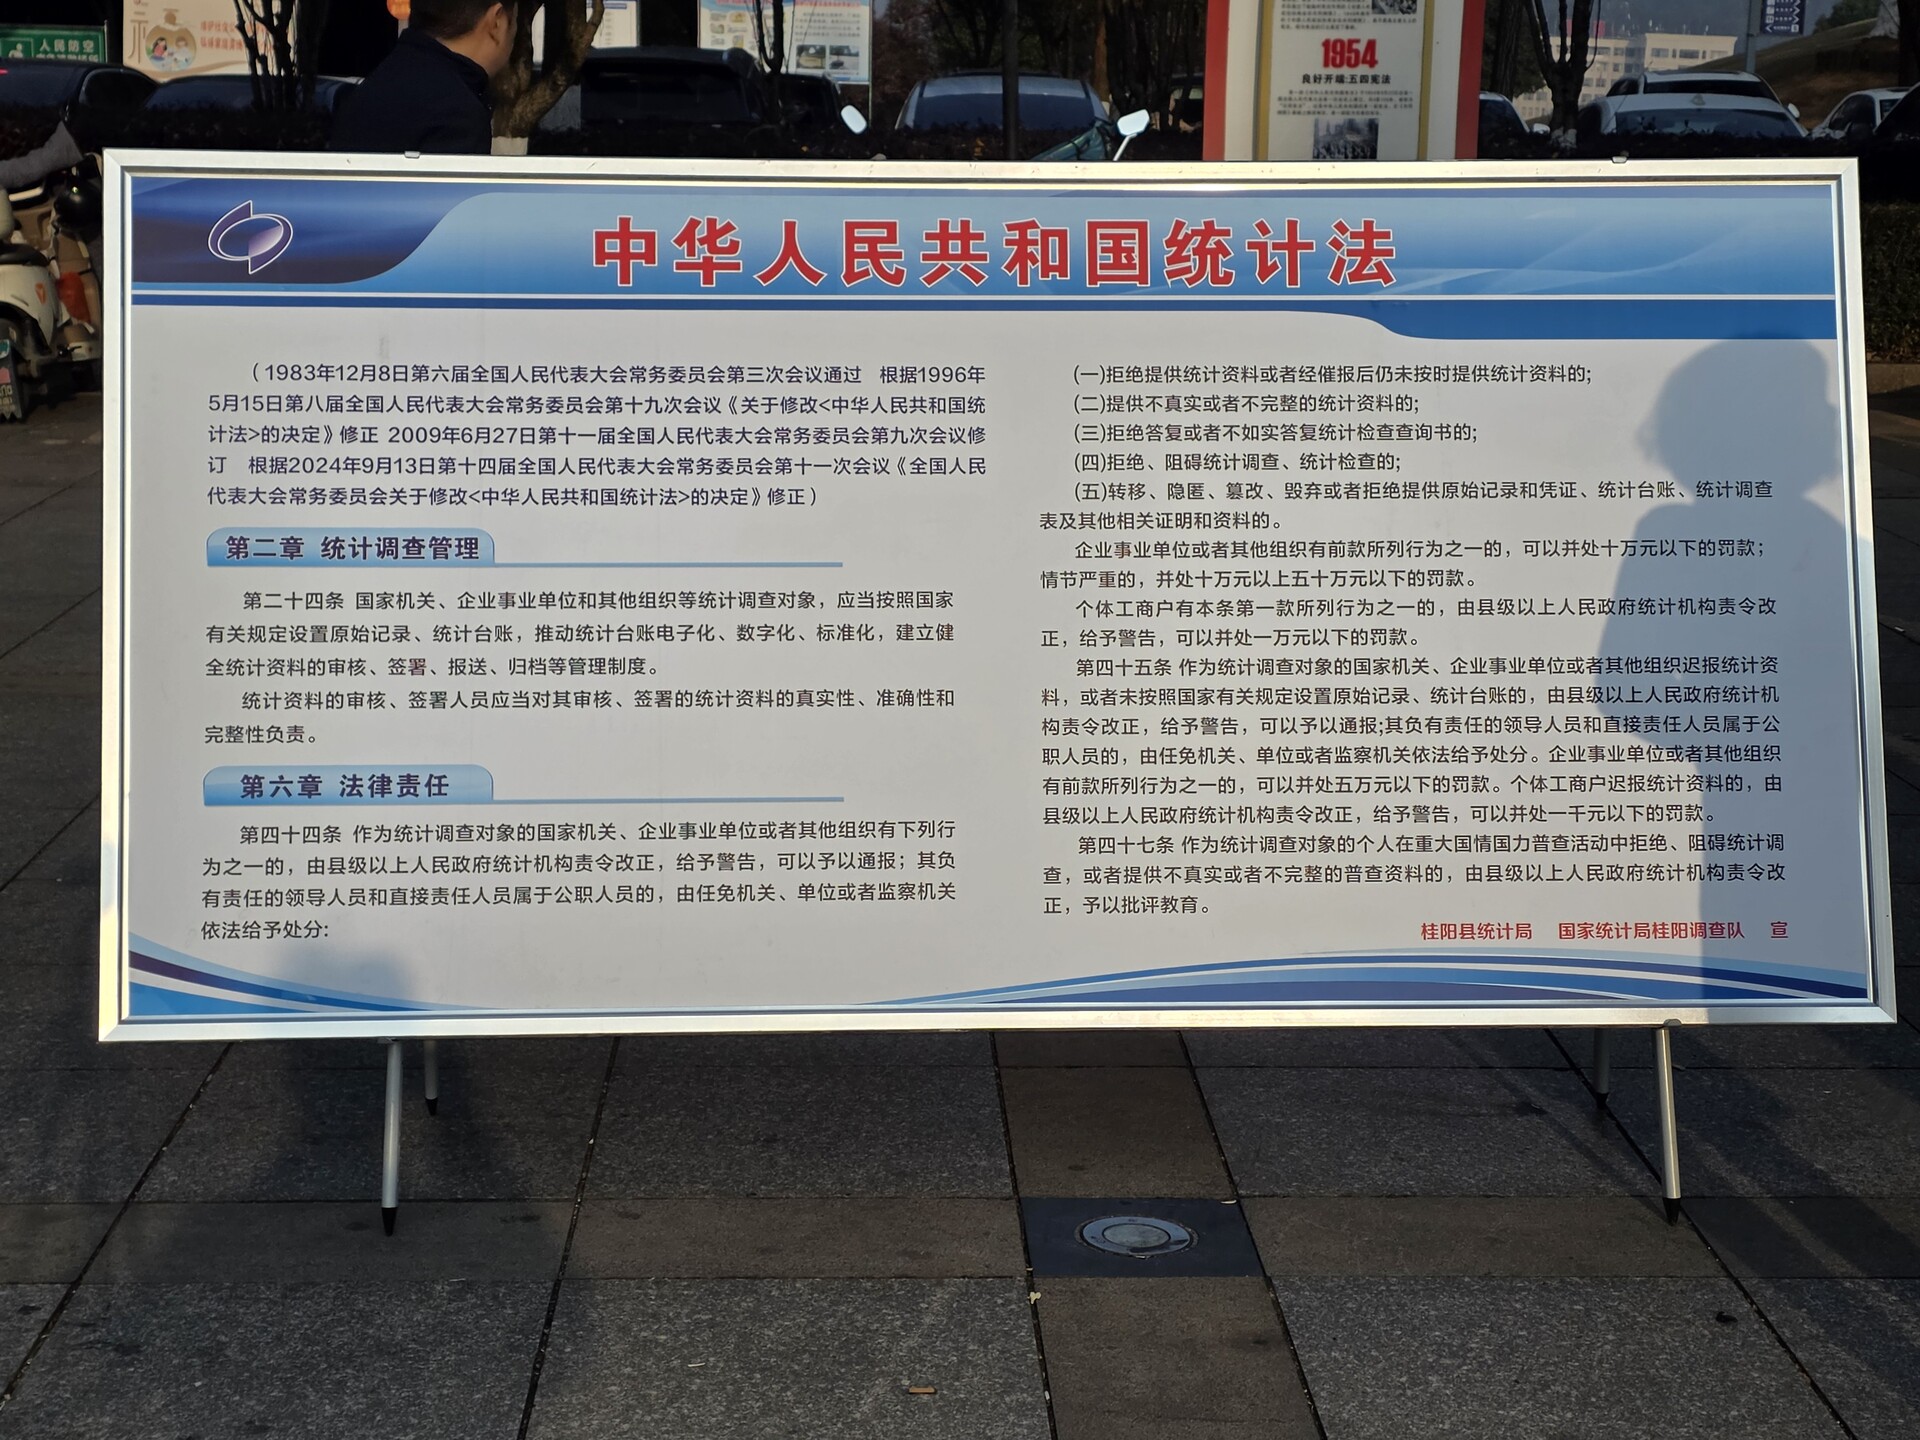 人民防空
1954
良好开端:五四宪法
中华人民共和国统计法
（1983年12月8日第六届全国人民代表大会常务委员会第三次会议通过 根据1996年
5月15日第八届全国人民代表大会常务委员会第十九次会议《关于修改<中华人民共和国统
计法>的决定》修正 2009年6月27日第十一届全国人民代表大会常务委员会第九次会议修
订 根据2024年9月13日第十四届全国人民代表大会常务委员会第十一次会议《全国人民
代表大会常务委员会关于修改<中华人民共和国统计法>的决定》修正）
第二章 统计调查管理
第二十四条 国家机关、企业事业单位和其他组织等统计调查对象，应当按照国家
有关规定设置原始记录、统计台账，推动统计台账电子化、数字化、标准化，建立健
全统计资料的审核、签署、报送、归档等管理制度。
统计资料的审核、签署人员应当对其审核、签署的统计资料的真实性、准确性和
完整性负责。
第六章 法律责任
第四十四条 作为统计调查对象的国家机关、企业事业单位或者其他组织有下列行
为之一的，由县级以上人民政府统计机构责令改正，给予警告，可以予以通报；其负
有责任的领导人员和直接责任人员属于公职人员的，由任免机关、单位或者监察机关
依法给予处分:
(一)拒绝提供统计资料或者经催报后仍未按时提供统计资料的;
(二)提供不真实或者不完整的统计资料的;
(三)拒绝答复或者不如实答复统计检查查询书的;
(四)拒绝、阻碍统计调查、统计检查的;
(五)转移、隐匿、篡改、毁弃或者拒绝提供原始记录和凭证、统计台账、统计调查
表及其他相关证明和资料的。
企业事业单位或者其他组织有前款所列行为之一的，可以并处十万元以下的罚款；
情节严重的，并处十万元以上五十万元以下的罚款。
个体工商户有本条第一款所列行为之一的，由县级以上人民政府统计机构责令改
正，给予警告，可以并处一万元以下的罚款。
第四十五条 作为统计调查对象的国家机关、企业事业单位或者其他组织迟报统计资
料，或者未按照国家有关规定设置原始记录、统计台账的，由县级以上人民政府统计机
构责令改正，给予警告，可以予以通报;其负有责任的领导人员和直接责任人员属于公
职人员的，由任免机关、单位或者监察机关依法给予处分。企业事业单位或者其他组织
有前款所列行为之一的，可以并处五万元以下的罚款。个体工商户迟报统计资料的，由
县级以上人民政府统计机构责令改正，给予警告，可以并处一千元以下的罚款。
第四十七条 作为统计调查对象的个人在重大国情国力普查活动中拒绝、阻碍统计调
查，或者提供不真实或者不完整的普查资料的，由县级以上人民政府统计机构责令改
正，予以批评教育。
桂阳县统计局 国家统计局桂阳调查队 宣